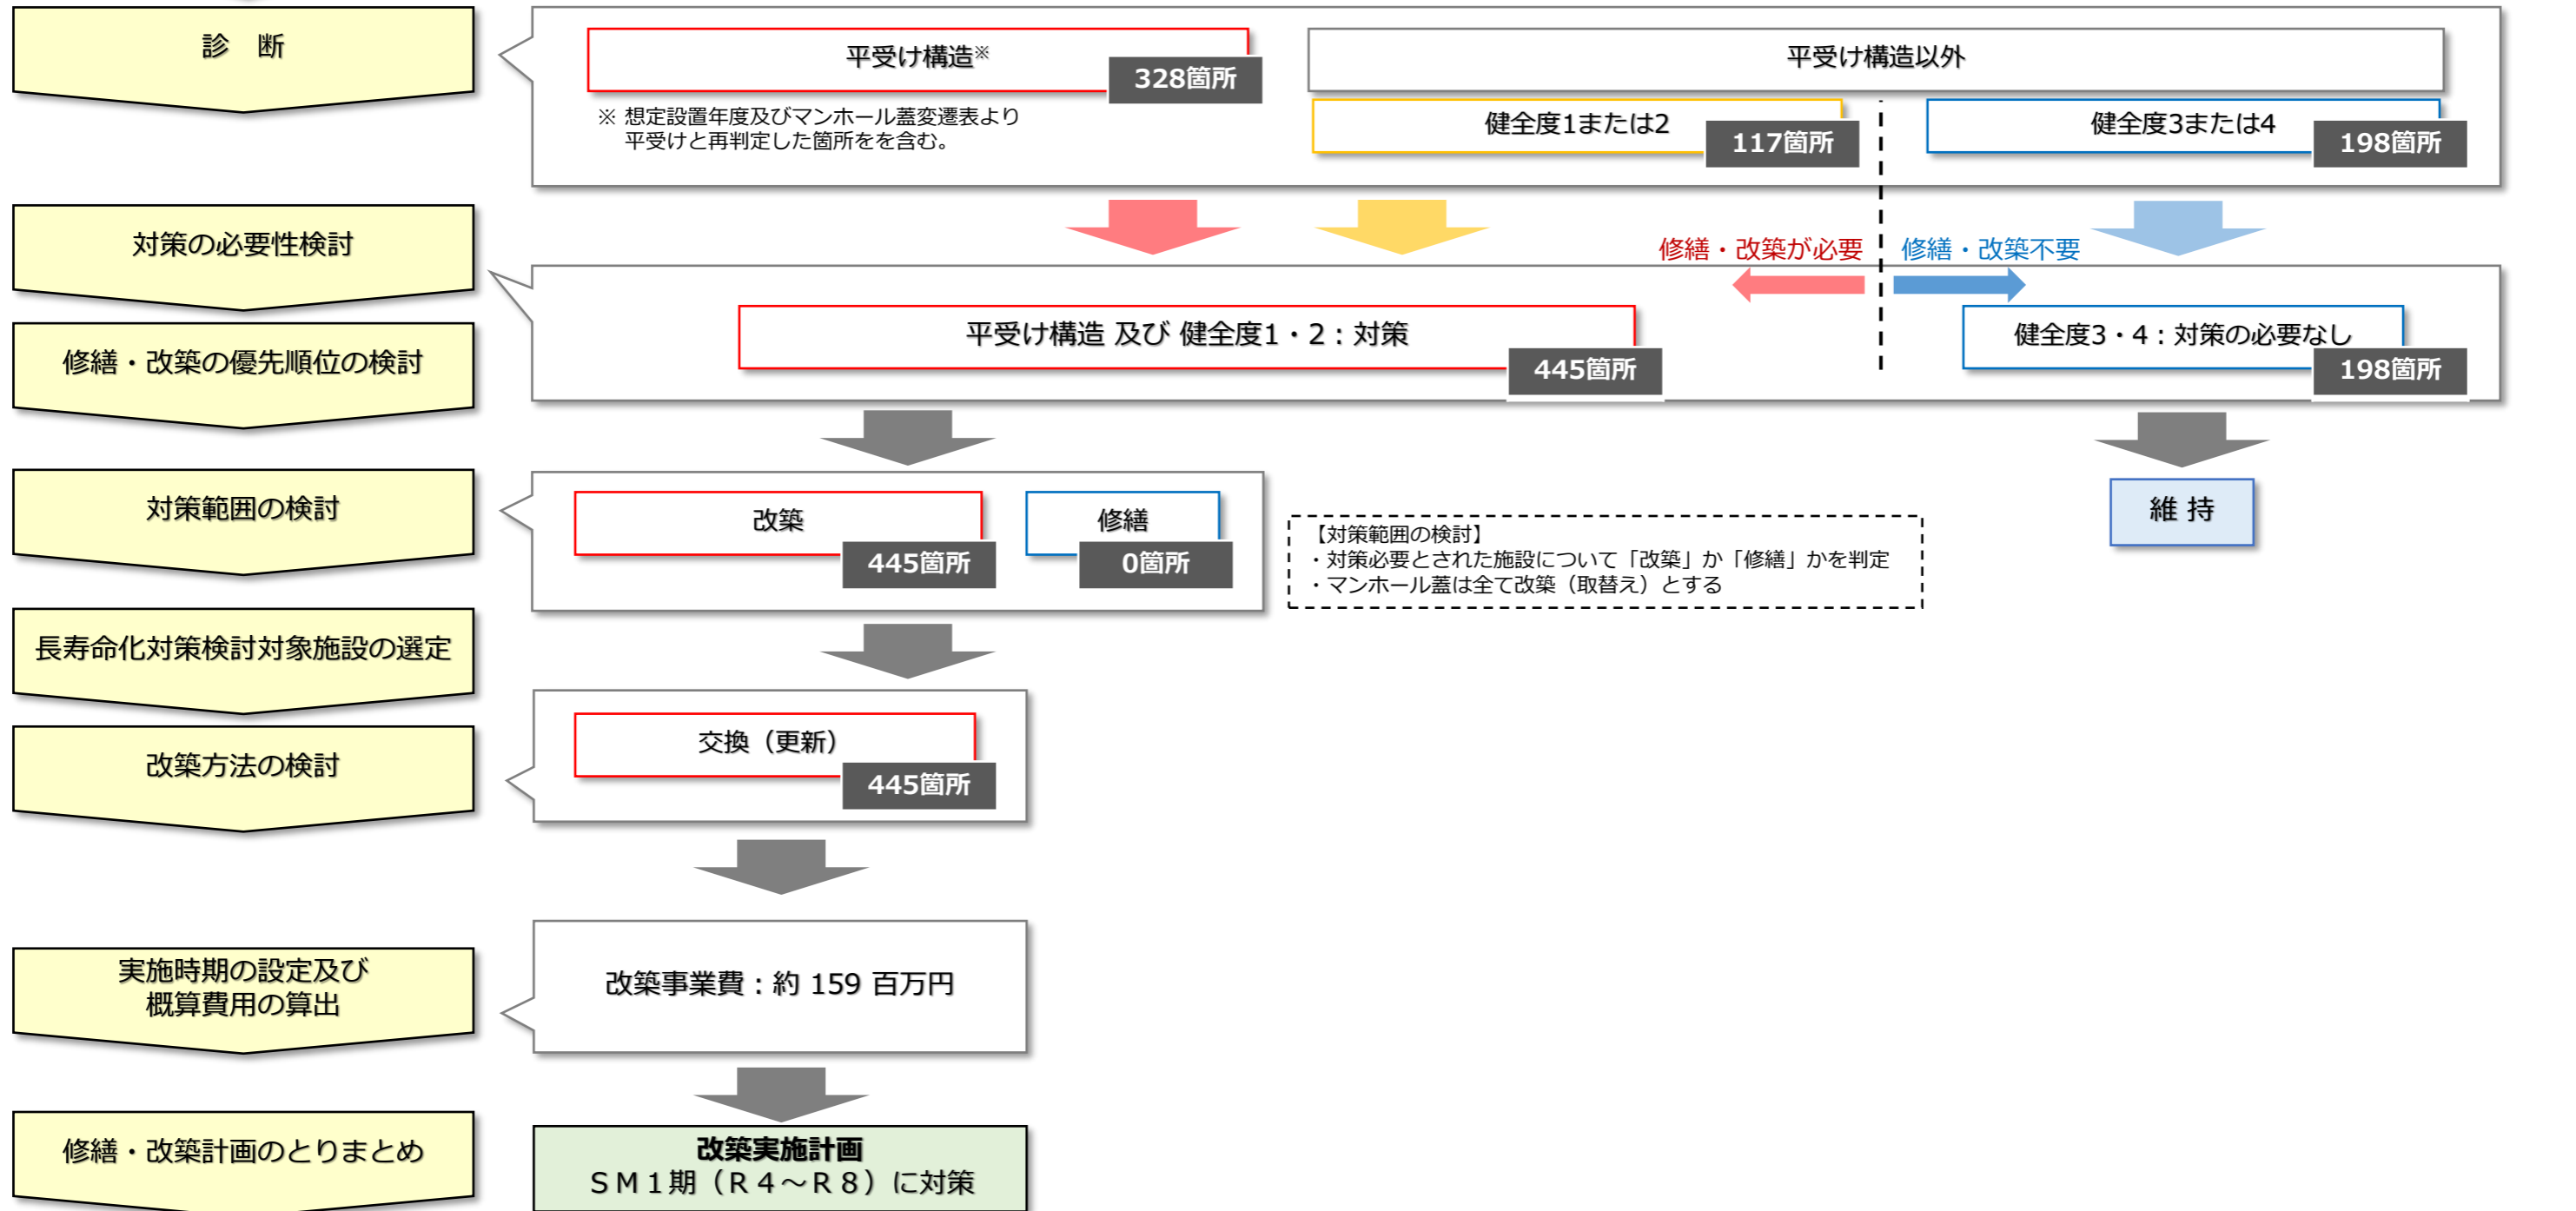 診　断
平受け構造※
328箇所
※ 想定設置年度及びマンホール蓋変遷表より
平受けと再判定した箇所をを含む。
平受け構造以外
健全度1または2
117箇所
健全度3または4
198箇所
対策の必要性検討
修繕・改築が必要
修繕・改築不要
修繕・改築の優先順位の検討
平受け構造 及び 健全度1・2：対策
445箇所
健全度3・4：対策の必要なし
198箇所
対策範囲の検討
改築
445箇所
修繕
0箇所
【対策範囲の検討】
・対策必要とされた施設について「改築」か「修繕」かを判定
・マンホール蓋は全て改築（取替え）とする
維 持
長寿命化対策検討対象施設の選定
改築方法の検討
交換（更新）
445箇所
実施時期の設定及び
概算費用の算出
改築事業費：約 159 百万円
修繕・改築計画のとりまとめ
改築実施計画
ＳＭ１期（Ｒ４～Ｒ８）に対策